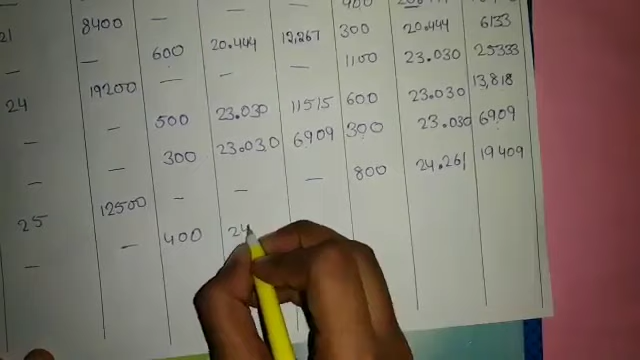 21 8400 — 300 20.444 6133
— — 600 20.444 12,267
24 19200 — — — 1100 23.030 25333
— — 500 23.030 11515 600 23.030 13,818
— — 300 23.030 6909 300 23.030 6909
25 12500 — — — 800 24.261 19409
— — 400 24